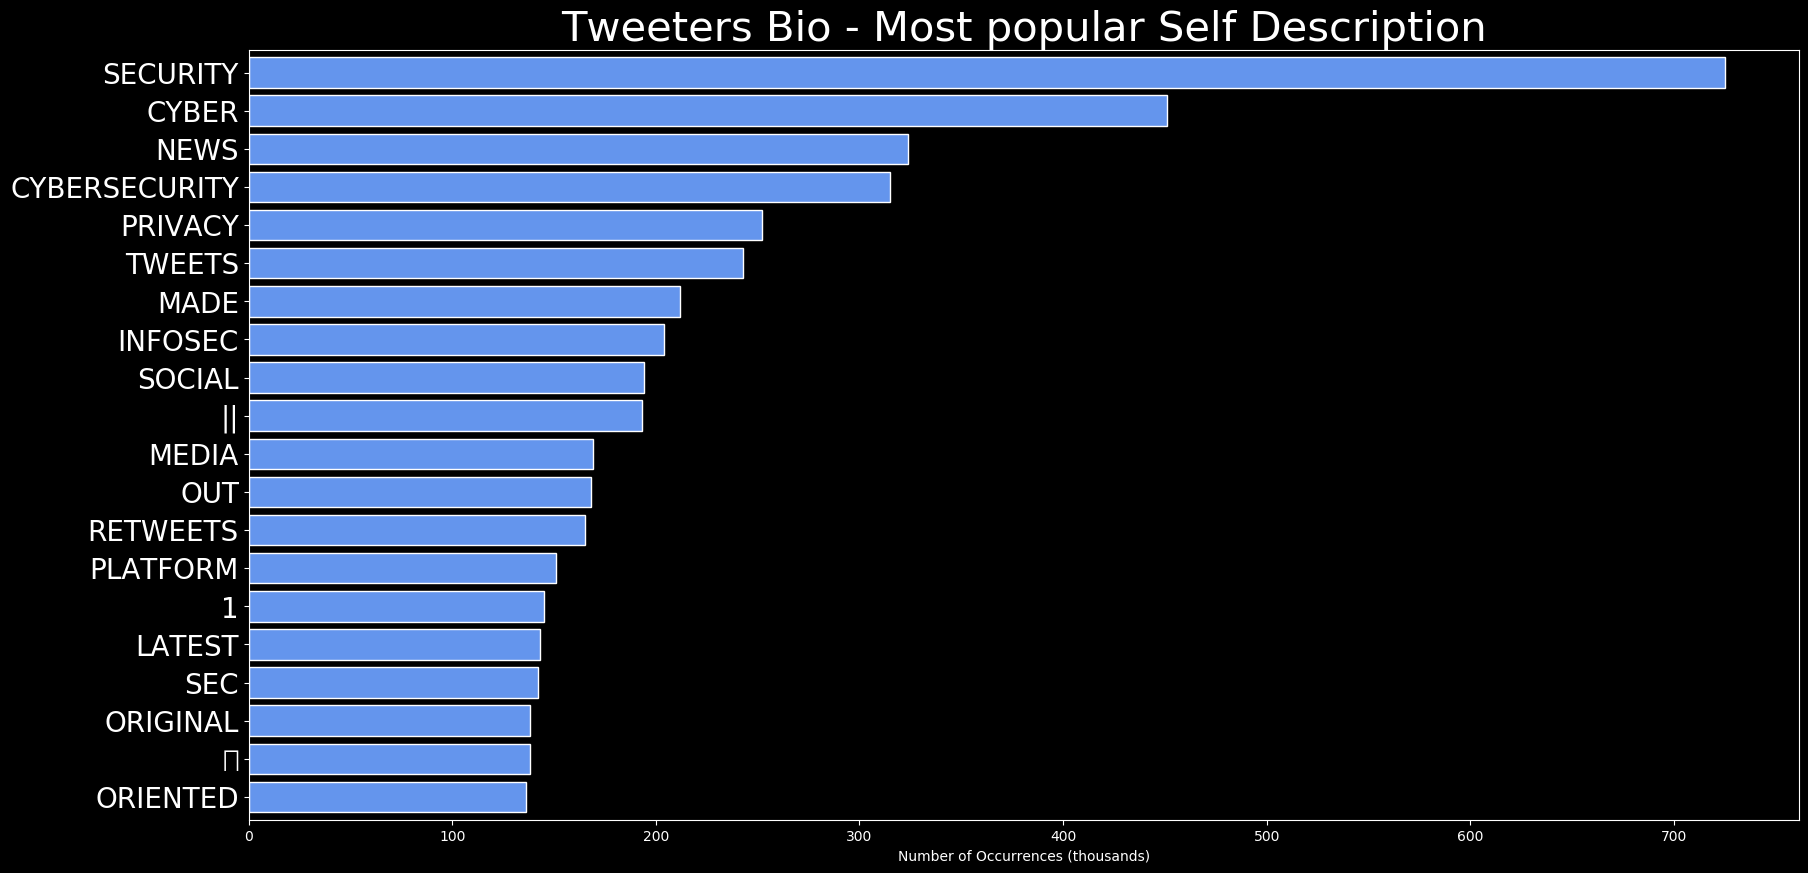 Tweeters Bio - Most popular Self Description
SECURITY
CYBER
NEWS
CYBERSECURITY
PRIVACY
TWEETS
MADE
INFOSEC
SOCIAL
||
MEDIA
OUT
RETWEETS
PLATFORM
1
LATEST
SEC
ORIGINAL
ORIENTED
0 100 200 300 400 500 600 700
Number of Occurrences (thousands)